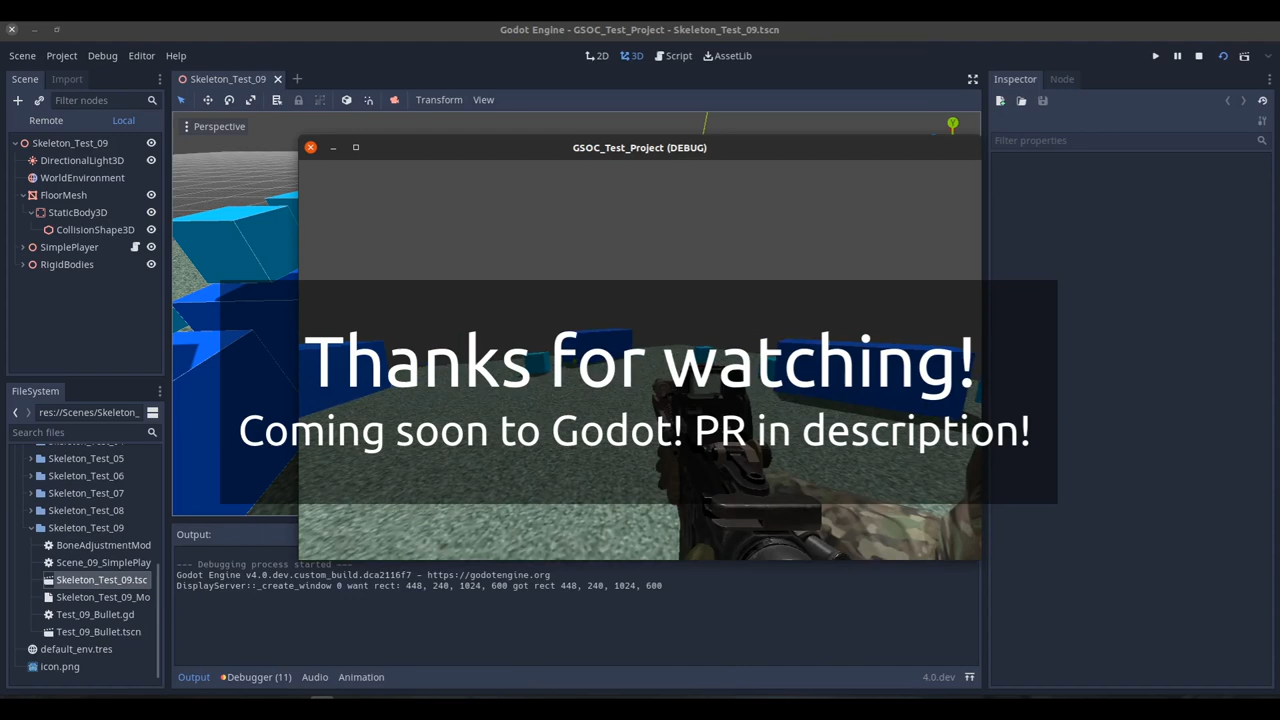 Godot Engine - GSOC_Test_Project - Skeleton_Test_09.tscn
Scene Project Debug Editor Help
2D 3D Script AssetLib
Scene Import
Filter nodes
Remote Local
Skeleton_Test_09
DirectionalLight3D
WorldEnvironment
FloorMesh
StaticBody3D
CollisionShape3D
SimplePlayer
RigidBodies
FileSystem
res://Scenes/Skeleton_
Search files
Skeleton_Test_05
Skeleton_Test_06
Skeleton_Test_07
Skeleton_Test_08
Skeleton_Test_09
BoneAdjustmentMod
Scene_09_SimplePlay
Skeleton_Test_09.tsc
Skeleton_Test_09_Mo
Test_09_Bullet.gd
Test_09_Bullet.tscn
default_env.tres
icon.png
Skeleton_Test_09
Transform View
Perspective
Y
GSOC_Test_Project (DEBUG)
Thanks for watching!
Coming soon to Godot! PR in description!
Output:
--- Debugging process started ---
Godot Engine v4.0.dev.custom_build.dca2116f7 - https://godotengine.org
DisplayServer::_create_window 0 want rect: 448, 240, 1024, 600 got rect 448, 240, 1024, 600
Output Debugger (11) Audio Animation
4.0.dev
Inspector Node
Filter properties